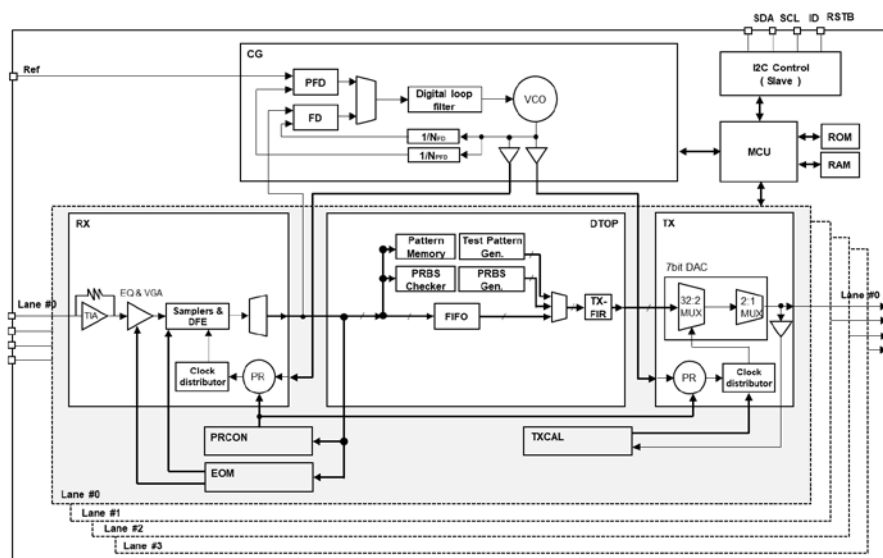 SDA SCL ID RSTB
CG
Ref
PFD
FD
Digital loop
filter
VCO
1/NFD
1/NPFD
I2C Control
( Slave )
MCU
ROM
RAM
RX
DTOP
TX
Pattern
Memory
Test Pattern
Gen.
PRBS
Checker
PRBS
Gen.
7bit DAC
Lane #0
EQ & VGA
TIA
Samplers &
DFE
FIFO
TX-
FIR
32:2
MUX
2:1
MUX
Lane #0
Clock
distributor
PR
PR
Clock
distributor
PRCON
TXCAL
EOM
Lane #0
Lane #1
Lane #2
Lane #3